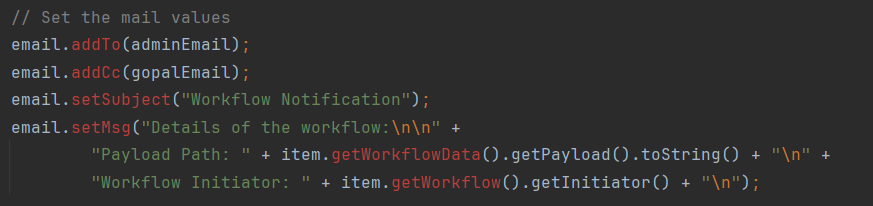 // Set the mail values
email.addTo(adminEmail);
email.addCc(gopalEmail);
email.setSubject("Workflow Notification");
email.setMsg("Details of the workflow:\n\n" +
        "Payload Path: " + item.getWorkflowData().getPayload().toString() + "\n" +
        "Workflow Initiator: " + item.getWorkflow().getInitiator() + "\n");